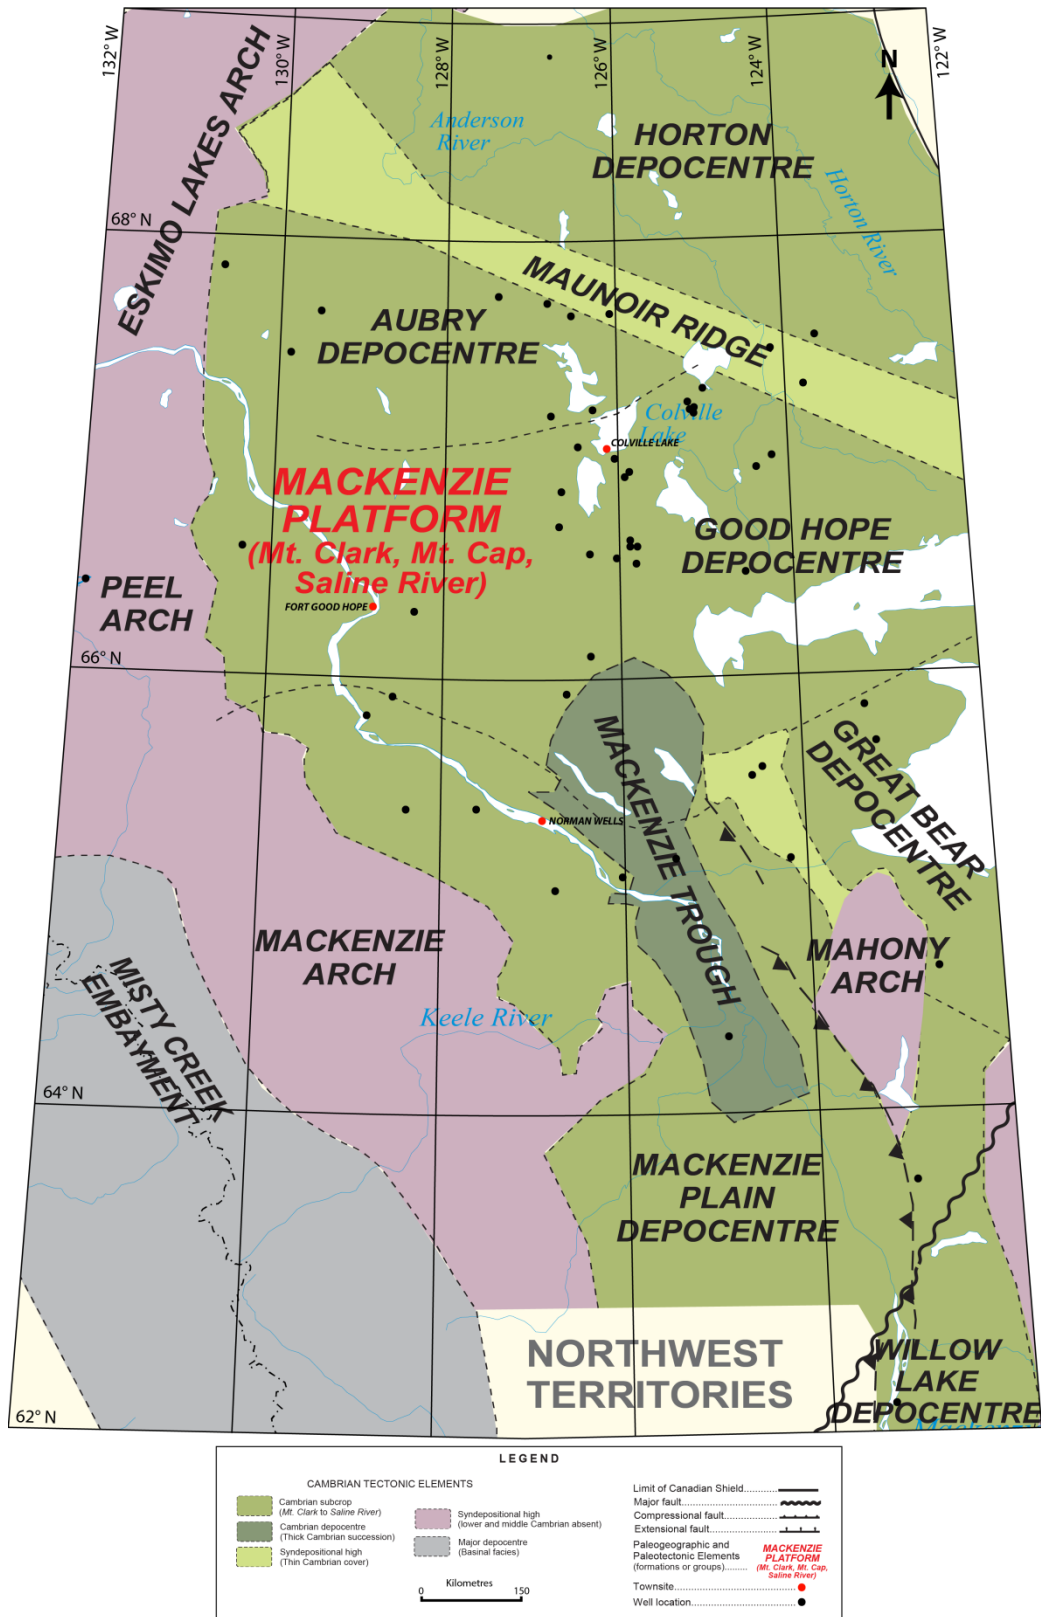 132° W
130° W
128° W
126° W
124° W
122° W
N
ESKIMO LAKES ARCH
Anderson
River
HORTON
DEPOCENTRE
Horton River
68° N
MAUNOIR RIDGE
AUBRY
DEPOCENTRE
Colville
Lake
COLVILLE LAKE
MACKENZIE
PLATFORM
(Mt. Clark, Mt. Cap,
Saline River)
GOOD HOPE
DEPOCENTRE
PEEL
ARCH
FORT GOOD HOPE
66° N
MACKENZIE TROUGH
GREAT BEAR
DEPOCENTRE
NORMAN WELLS
MACKENZIE
ARCH
MAHONY
ARCH
MISTY CREEK
EMBAYMENT
Keele River
64° N
MACKENZIE
PLAIN
DEPOCENTRE
NORTHWEST
TERRITORIES
WILLOW
LAKE
DEPOCENTRE
62° N
LEGEND
CAMBRIAN TECTONIC ELEMENTS
Cambrian subcrop
(Mt. Clark to Saline River)
Cambrian depocentre
(Thick Cambrian succession)
Syndepositional high
(Thin Cambrian cover)
Syndepositional high
(lower and middle Cambrian absent)
Major depocentre
(Basinal facies)
Kilometres
0 150
Limit of Canadian Shield............
Major fault............................
Compressional fault................
Extensional fault....................
Paleogeographic and
Paleotectonic Elements
(formations or groups)........
MACKENZIE
PLATFORM
(Mt. Clark, Mt. Cap,
Saline River)
Townsite...............................
Well location..........................